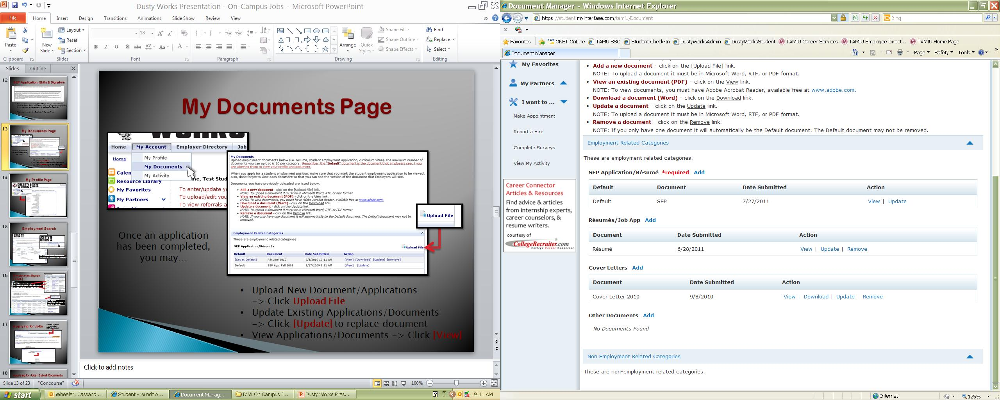 Dusty Works Presentation - On-Campus Jobs - Microsoft PowerPoint
File Home Insert Design Transitions Animations Slide Show Review View
Paste
New Slide
Layout
Reset
Section
18
B I U S abc AV Aa A
Shape Fill
Shape Outline
Shape Effects
Arrange
Quick Styles
Find
Replace
Select
Clipboard Slides Font Paragraph Drawing Editing
Slides Outline
12
SEP Application: Skills & Signature
13
My Documents Page
14
My Profile Page
15
Employment Search
16
Employment Search
(cont.)
17
Applying for Jobs
18
Applying for Jobs: Submit Documents
My Documents Page
Home My Account Employer Directory Job
Home
My Profile
My Documents
My Activity
Calen
Resource Library
My Favorites
My Partners
me, Test Stud
To enter/update yo
To upload/edit you
To view referrals a
My Documents
Upload employment documents below (i.e. resume, student employment application, curriculum vitae). The maximum number of
documents you can upload is 10 per category. Remember, the "Default" document is the document that employers see, if you
are allowing them to view your profile and document.
When you apply for a student employment position, make sure that you mark the student employment application to be viewed.
Also, don't forget to view each document so that you can see the version of the document that Employers will see.
Documents you have previously uploaded are listed below.
• Add a new document - click on the [Upload File] link.
NOTE: To upload a document it must be in Microsoft Word, RTF, or PDF format.
• View an existing document (PDF) - click on the View link.
NOTE: To view documents, you must have Adobe Acrobat Reader, available free at www.adobe.com.
• Download a document (Word) - click on the Download link.
• Update a document - click on the Update link.
NOTE: To upload a document it must be in Microsoft Word, RTF, or PDF format.
• Remove a document - click on the Remove link.
NOTE: If you only have one document it will automatically be the Default document. The Default document may not be
removed.
Upload File
Employment Related Categories
These are employment related categories.
SEP Application/Résumés Upload File
Default Document Date Submitted Action
[Set as Default] Résumé 2010 9/8/2010 10:11 AM [View] [Download] [Update] [Remove]
Default SEP App. Fall 2009 9/17/2009 9:51 AM [View] [Update]
Once an application
has been completed,
you may...
• Upload New Document/Applications
-> Click Upload File
• Update Existing Applications/Documents
-> Click [Update] to replace document
• View Applications/Documents -> Click [View]
Click to add notes
Slide 13 of 23 "Concourse" 100%
start Wheeler, Cassand... Student - Window... Document Manag... DW! On Campus J... Dusty Works Pres... 9:11 AM
Document Manager - Windows Internet Explorer
https://student.myinterfase.com/tamiu/Document
Bing
Favorites ONET OnLine TAMU SSO Student Check-In DustyWorksAdmin DustyWorksStudent TAMIU Career Services TAMIU Employee Direct... TAMIU Home Page
Document Manager
Page Safety Tools
My Favorites
My Partners
I want to ...
Make Appointment
Report a Hire
Complete Surveys
View My Activity
Career Connector
Articles & Resources
Find advice & articles
from internship experts,
career counselors, &
resume writers.
courtesy of
CollegeRecruiter.com
College Career Connector
• Add a new document - click on the [Upload File] link.
NOTE: To upload a document it must be in Microsoft Word, RTF, or PDF format.
• View an existing document (PDF) - click on the View link.
NOTE: To view documents, you must have Adobe Acrobat Reader, available free at www.adobe.com.
• Download a document (Word) - click on the Download link.
• Update a document - click on the Update link.
NOTE: To upload a document it must be in Microsoft Word, RTF, or PDF format.
• Remove a document - click on the Remove link.
NOTE: If you only have one document it will automatically be the Default document. The Default document may not be removed.
Employment Related Categories
These are employment related categories.
SEP Application/Résumé *required Add
Default Document Date Submitted Action
Default SEP 7/27/2011 View | Update
Résumés/Job App Add
Document Date Submitted Action
Résumé 6/28/2011 View | Update | Remove
Cover Letters Add
Document Date Submitted Action
Cover Letter 2010 9/8/2010 View | Download | Update | Remove
Other Documents Add
No Documents Found
Non Employment Related Categories
These are non-employment related categories.
Internet 125%